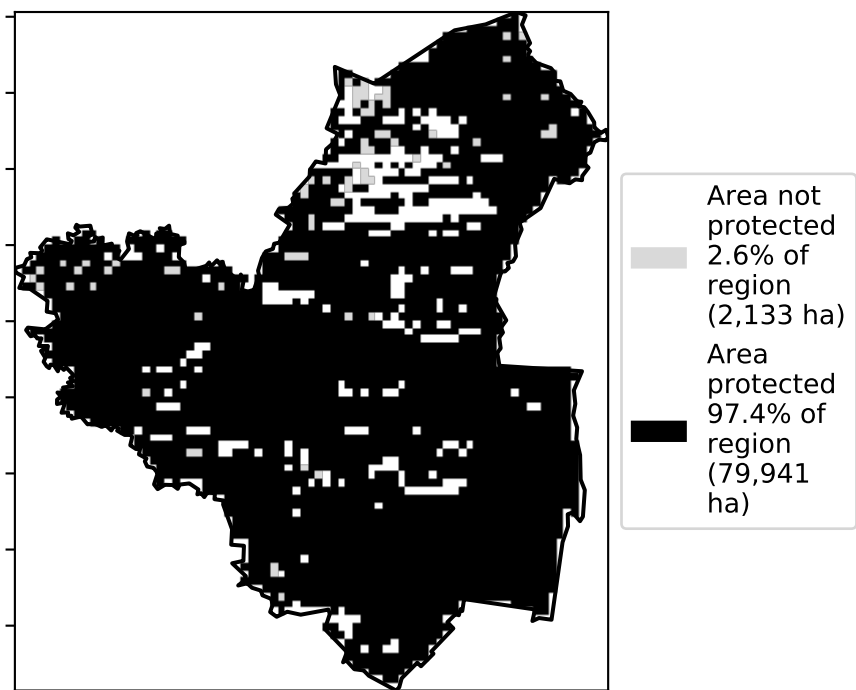 Area not
protected
2.6% of
region
(2,133 ha)
Area
protected
97.4% of
region
(79,941
ha)